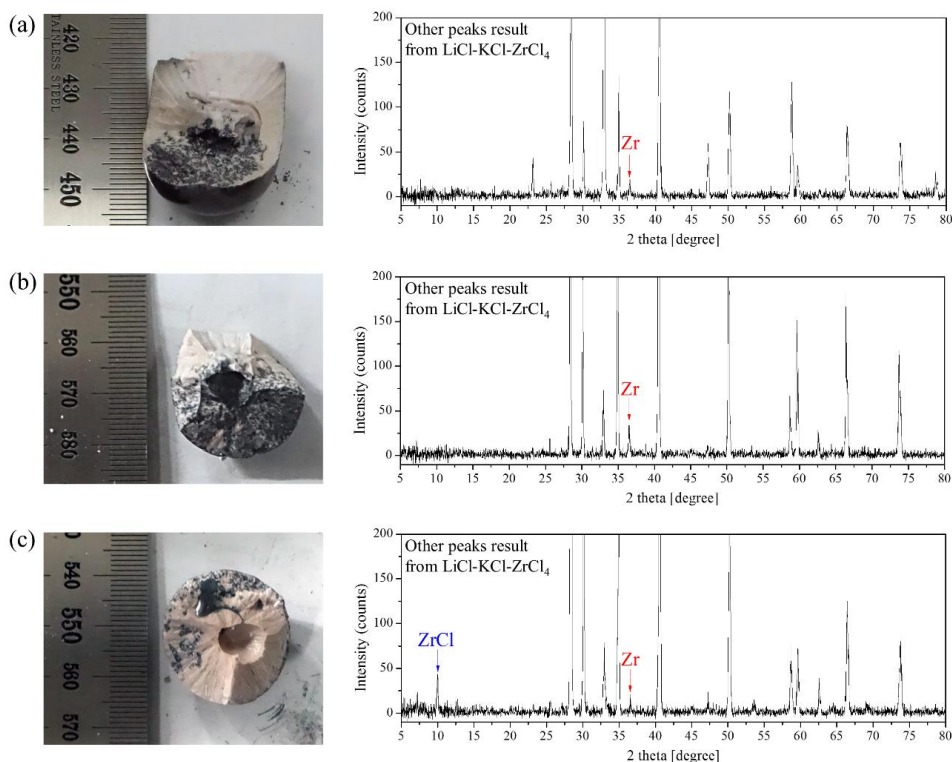 (a)
420
430
440
450
STAINLESS STEEL
Other peaks result
from LiCl-KCl-ZrCl₄
Zr
Intensity (counts)
200
150
100
50
0
5 10 15 20 25 30 35 40 45 50 55 60 65 70 75 80
2 theta [degree]
(b)
550
560
570
580
Other peaks result
from LiCl-KCl-ZrCl₄
Zr
Intensity (counts)
200
150
100
50
0
5 10 15 20 25 30 35 40 45 50 55 60 65 70 75 80
2 theta [degree]
(c)
540
550
560
570
Other peaks result
from LiCl-KCl-ZrCl₄
ZrCl
Zr
Intensity (counts)
200
150
100
50
0
5 10 15 20 25 30 35 40 45 50 55 60 65 70 75 80
2 theta [degree]